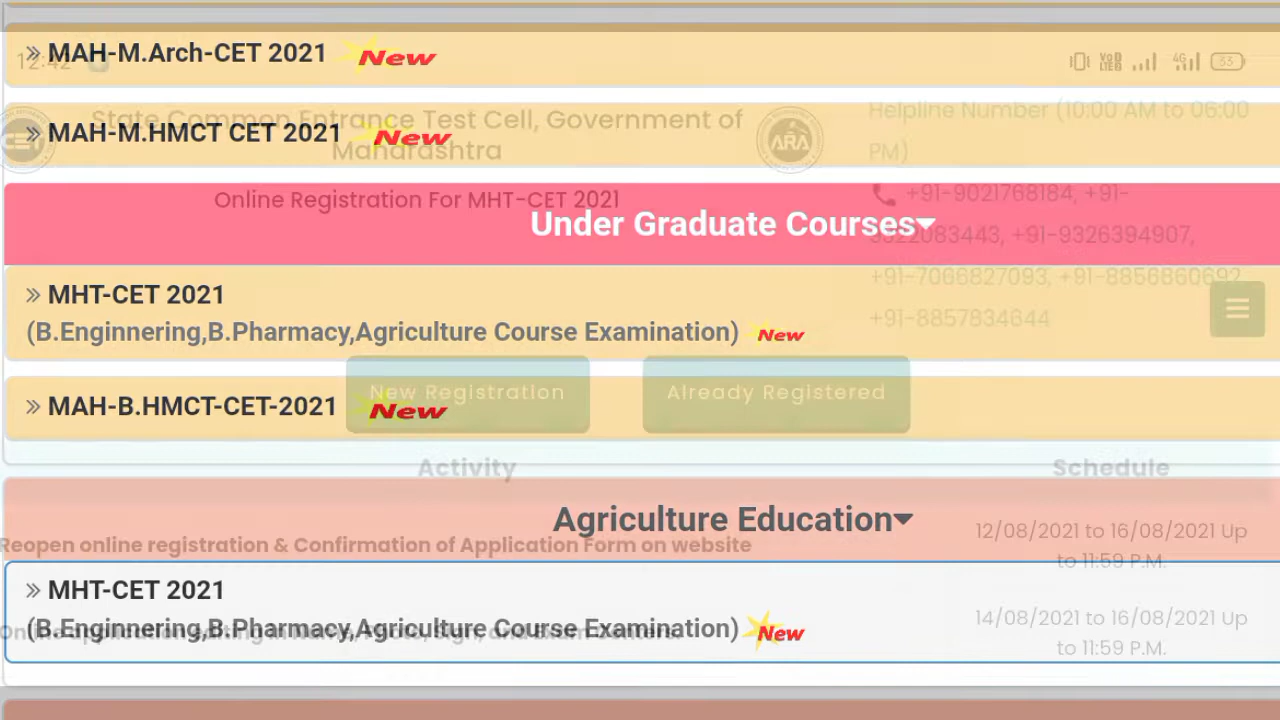 » MAH-M.Arch-CET 2021 New
12:42
33
» MAH-M.HMCT CET 2021 New
State Common Entrance Test Cell, Government of
Maharashtra
ARA
Helpline Number (10:00 AM to 06:00
PM)
Online Registration For MHT-CET 2021
+91-9021768184, +91-
Under Graduate Courses
+91-9326394907,
+91-7066827093, +91-8856860692
+91-8857834644
» MHT-CET 2021
(B.Enginnering,B.Pharmacy,Agriculture Course Examination) New
New Registration
Already Registered
» MAH-B.HMCT-CET-2021 New
Activity
Schedule
Agriculture Education
Reopen online registration & Confirmation of Application Form on website
12/08/2021 to 16/08/2021 Up
to 11:59 P.M.
» MHT-CET 2021
(B.Enginnering,B.Pharmacy,Agriculture Course Examination) New
14/08/2021 to 16/08/2021 Up
to 11:59 P.M.